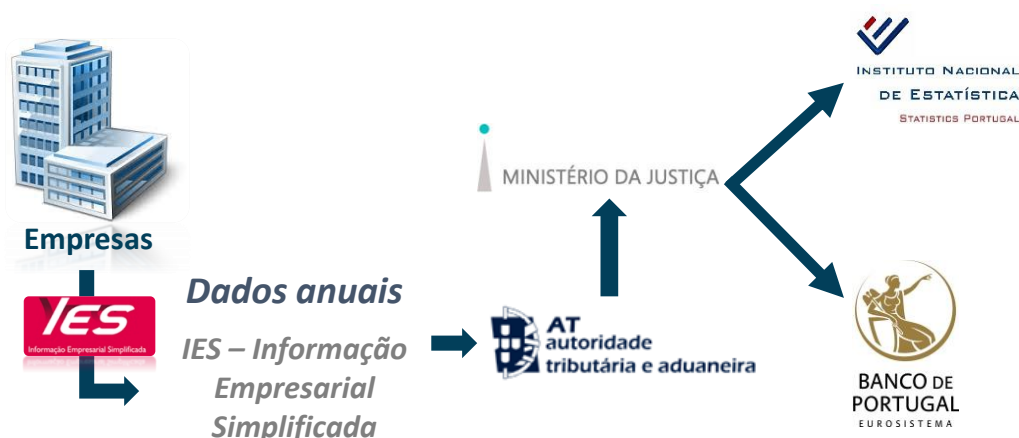 Empresas
IES
Informação Empresarial Simplificada
Dados anuais
IES – Informação
Empresarial
Simplificada
AT
autoridade
tributária e aduaneira
MINISTÉRIO DA JUSTIÇA
INSTITUTO NACIONAL
DE ESTATÍSTICA
STATISTICS PORTUGAL
BANCO DE
PORTUGAL
EUROSISTEMA